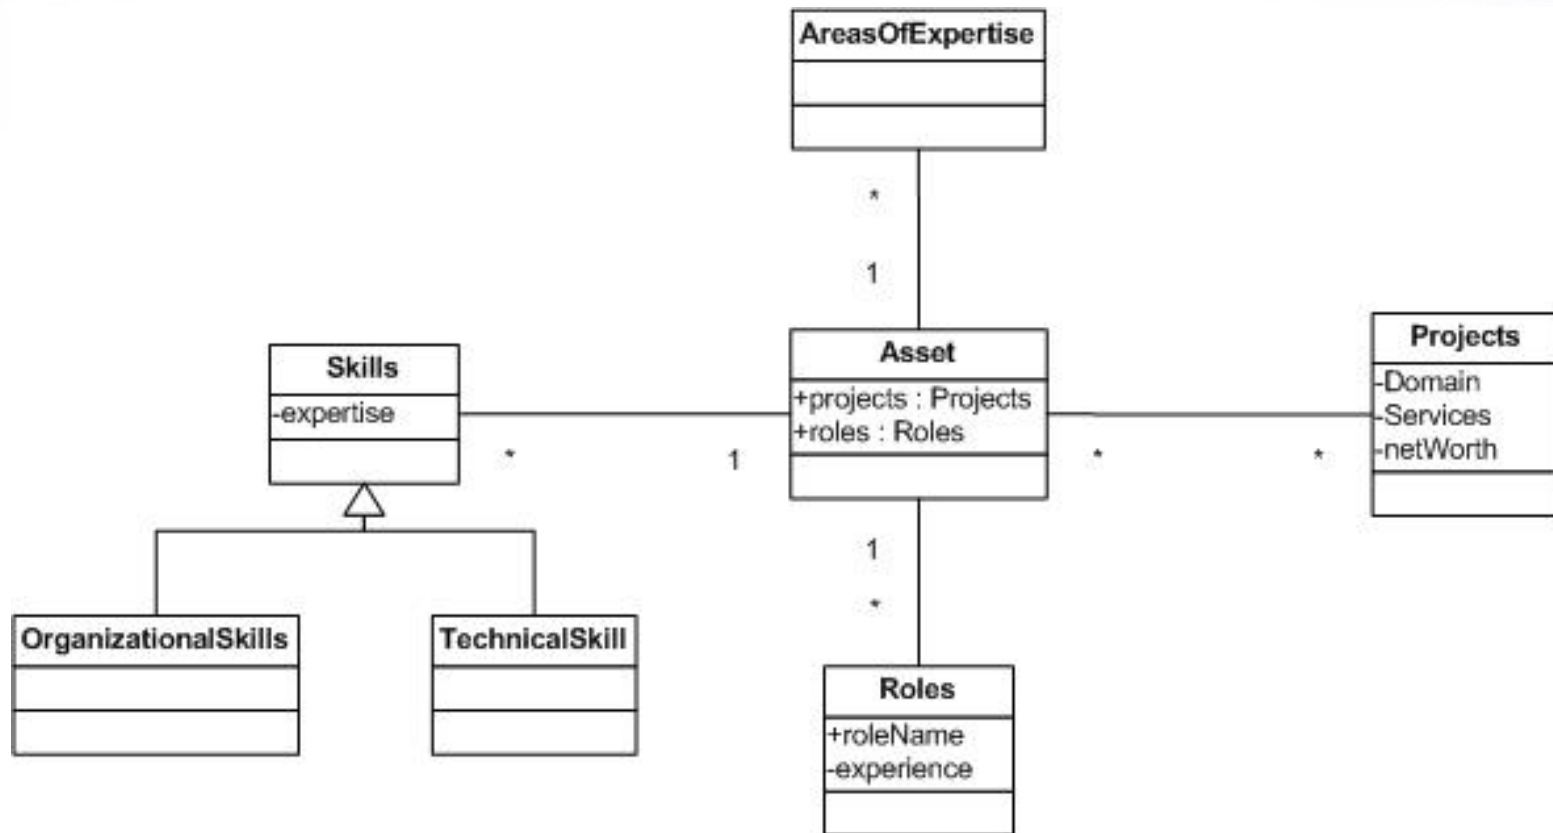 AreasOfExpertise
*
1
Skills
-expertise
*
1
Asset
+projects : Projects
+roles : Roles
*
*
Projects
-Domain
-Services
-netWorth
1
*
OrganizationalSkills
TechnicalSkill
Roles
+roleName
-experience